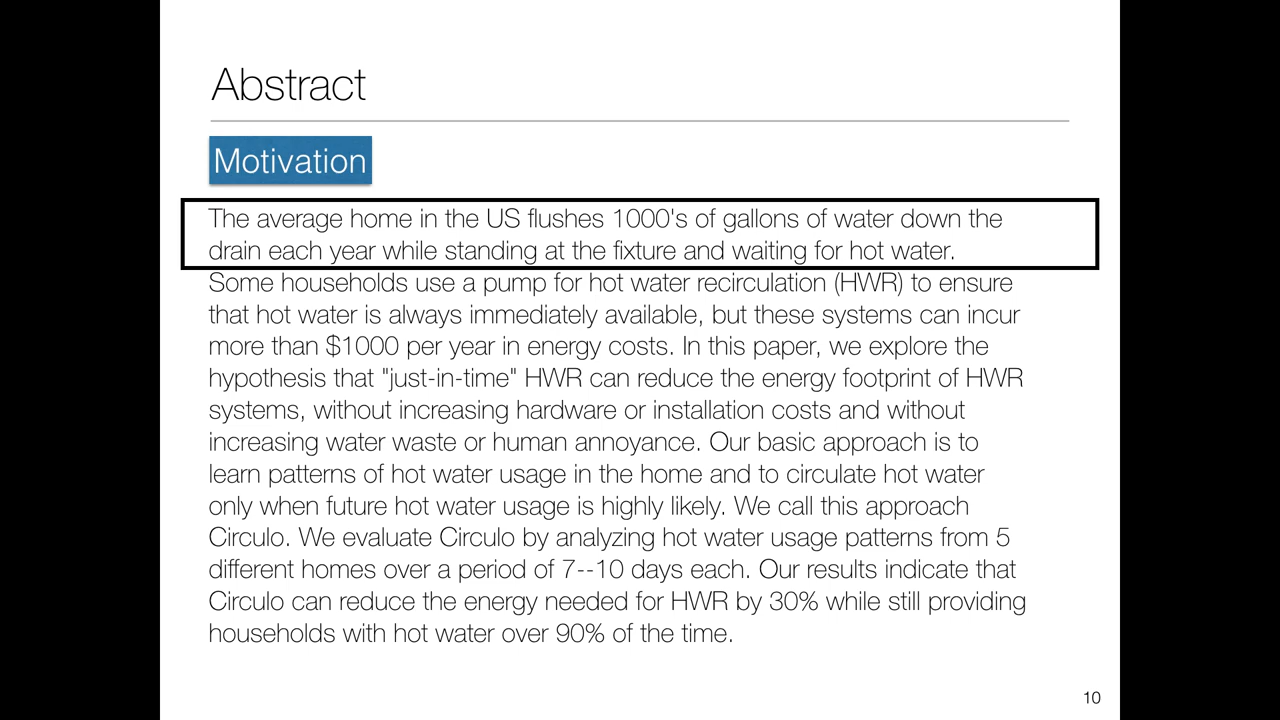 Abstract
Motivation
The average home in the US flushes 1000's of gallons of water down the
drain each year while standing at the fixture and waiting for hot water.
Some households use a pump for hot water recirculation (HWR) to ensure
that hot water is always immediately available, but these systems can incur
more than $1000 per year in energy costs. In this paper, we explore the
hypothesis that "just-in-time" HWR can reduce the energy footprint of HWR
systems, without increasing hardware or installation costs and without
increasing water waste or human annoyance. Our basic approach is to
learn patterns of hot water usage in the home and to circulate hot water
only when future hot water usage is highly likely. We call this approach
Circulo. We evaluate Circulo by analyzing hot water usage patterns from 5
different homes over a period of 7--10 days each. Our results indicate that
Circulo can reduce the energy needed for HWR by 30% while still providing
households with hot water over 90% of the time.
10